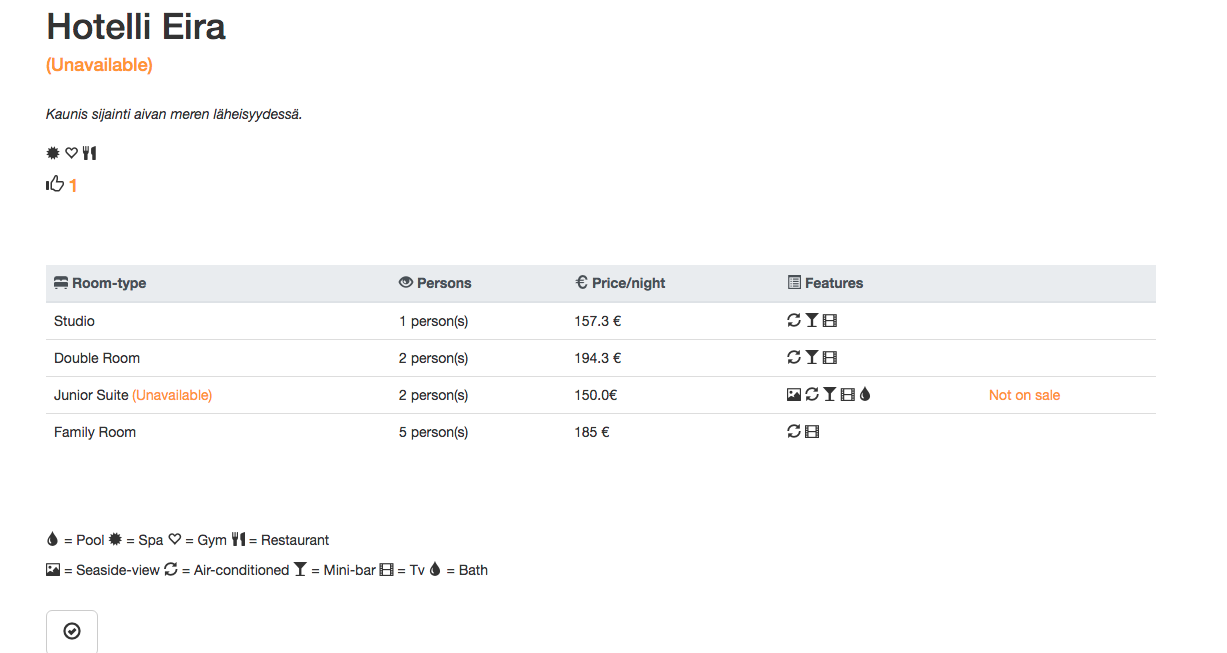 Hotelli Eira
(Unavailable)
Kaunis sijainti aivan meren läheisyydessä.
1
Room-type Persons € Price/night Features
Studio 1 person(s) 157.3 €
Double Room 2 person(s) 194.3 €
Junior Suite (Unavailable) 2 person(s) 150.0€ Not on sale
Family Room 5 person(s) 185 €
= Pool = Spa = Gym = Restaurant
= Seaside-view = Air-conditioned = Mini-bar = Tv = Bath